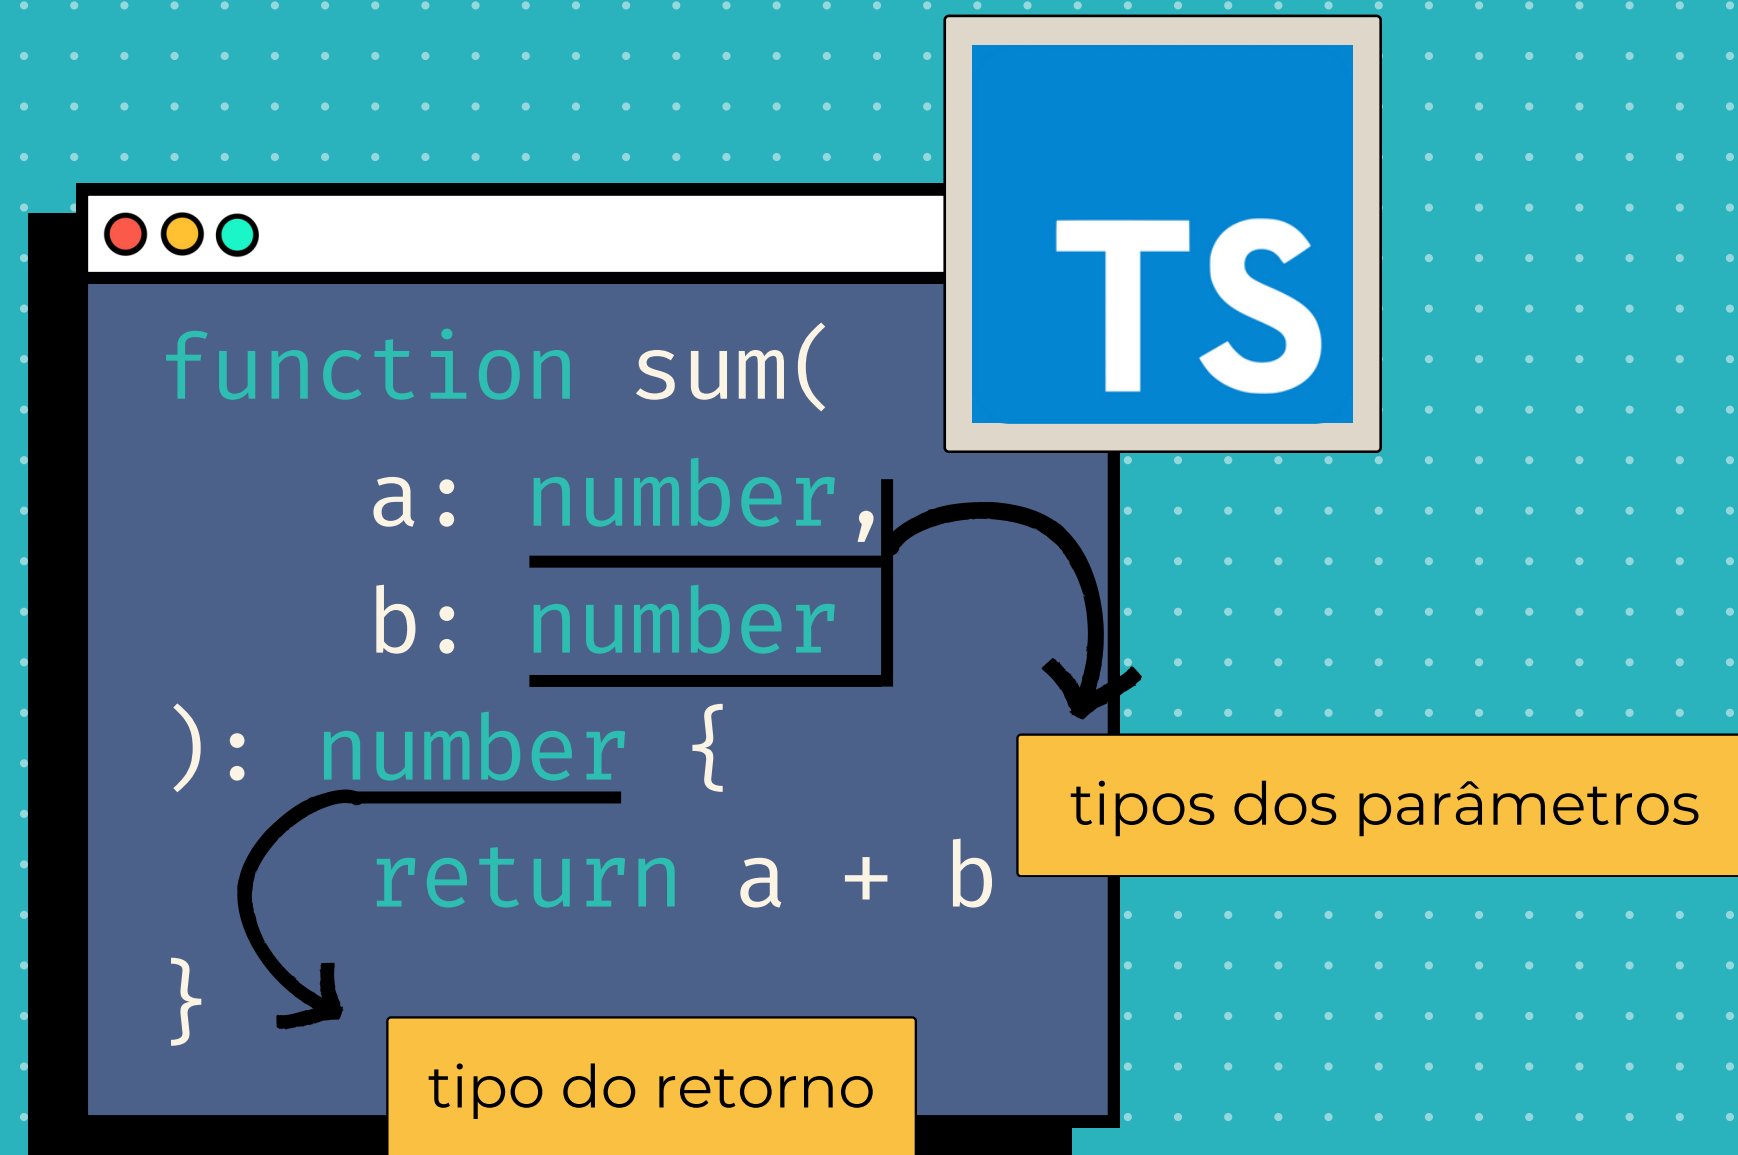 TS
function sum(
a: number,
b: number
): number {
tipos dos parâmetros
return a + b
}
tipo do retorno